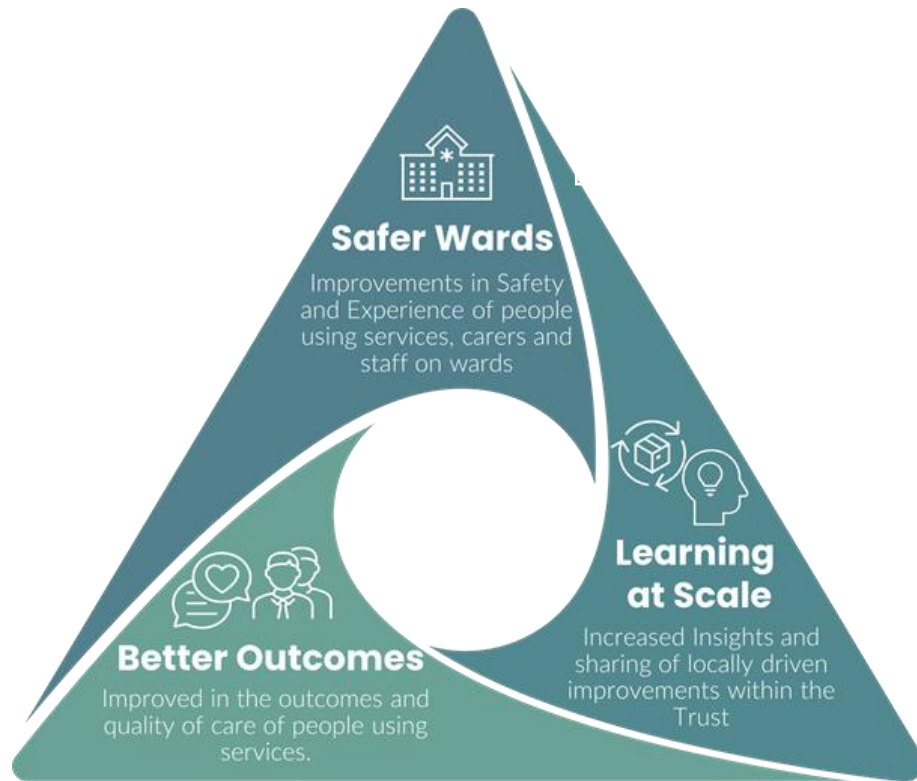 Safer Wards
Improvements in Safety
and Experience of people
using services, carers and
staff on wards
Learning
at Scale
Increased Insights and
sharing of locally driven
improvements within the
Trust
Better Outcomes
Improved in the outcomes and
quality of care of people using
services.